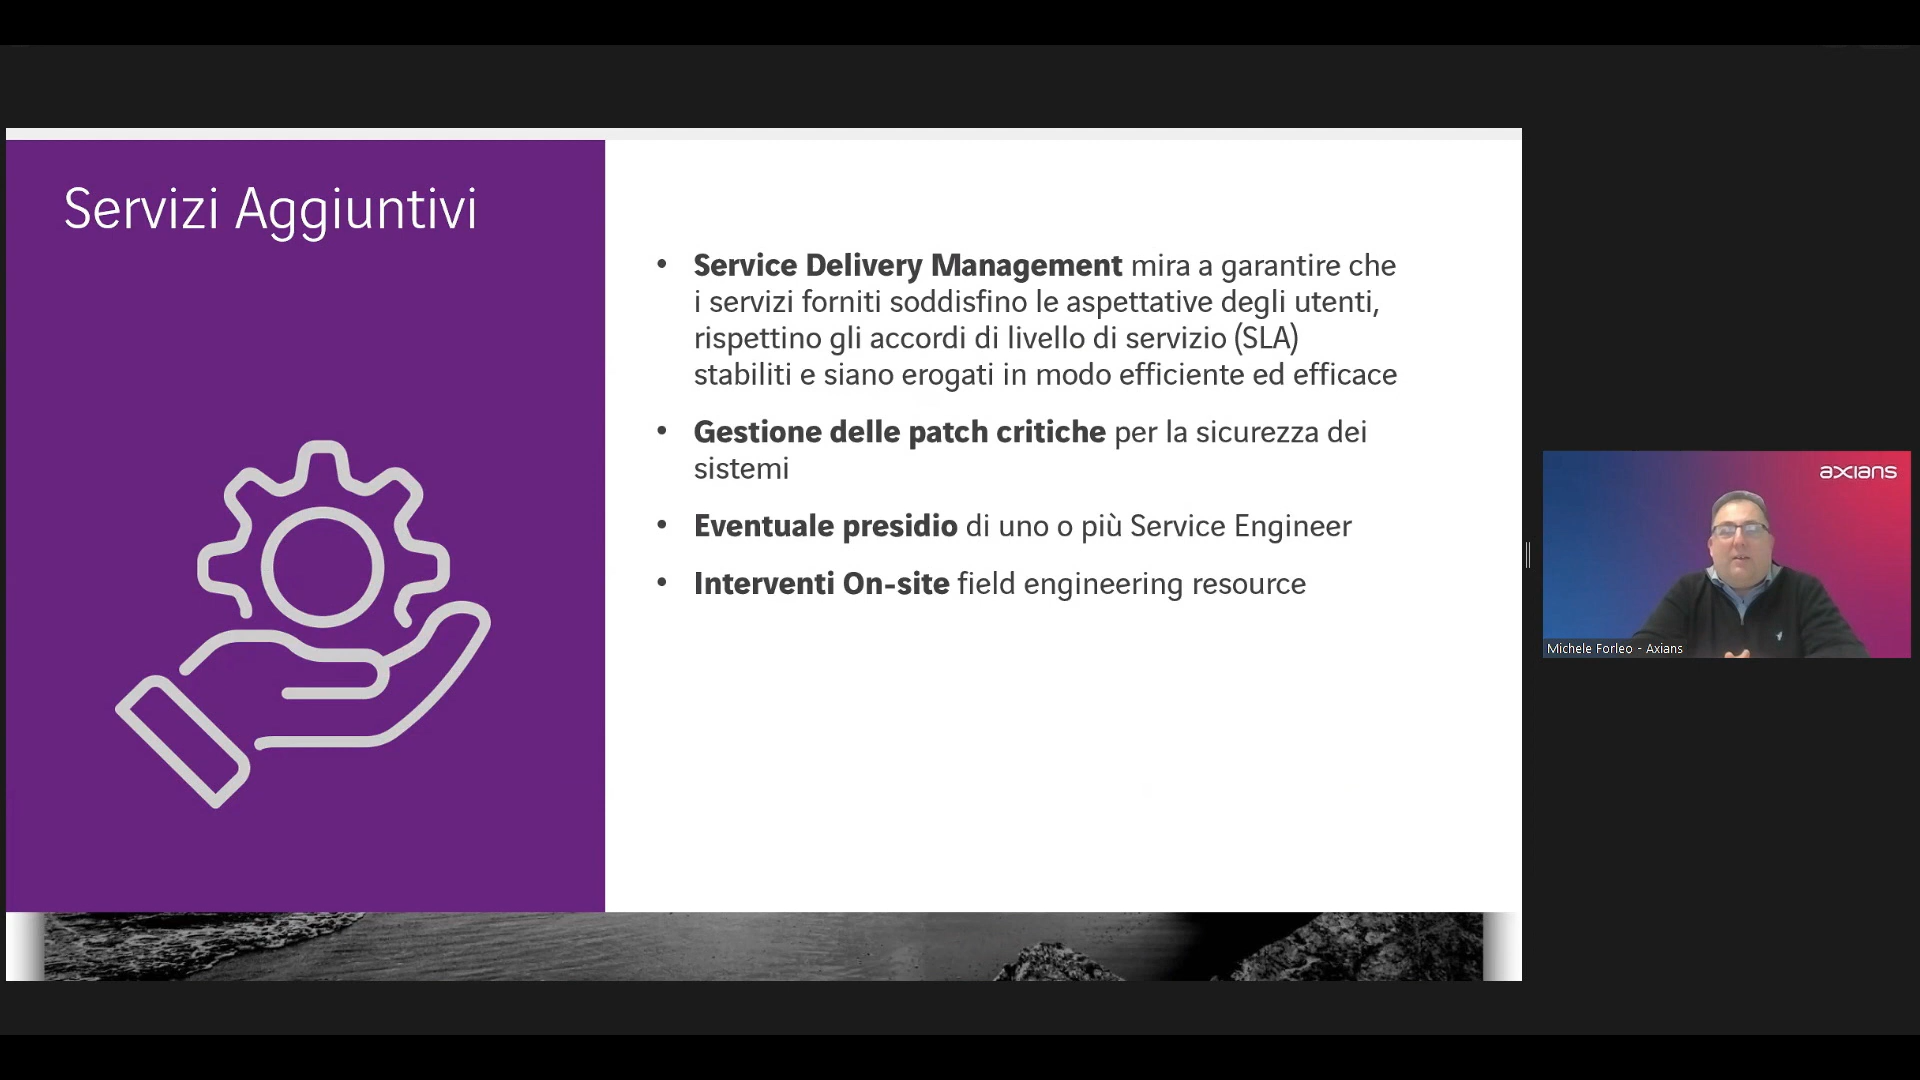 Servizi Aggiuntivi
• Service Delivery Management mira a garantire che
i servizi forniti soddisfino le aspettative degli utenti,
rispettino gli accordi di livello di servizio (SLA)
stabiliti e siano erogati in modo efficiente ed efficace
• Gestione delle patch critiche per la sicurezza dei
sistemi
• Eventuale presidio di uno o più Service Engineer
• Interventi On-site field engineering resource
axians
Michele Forleo - Axians